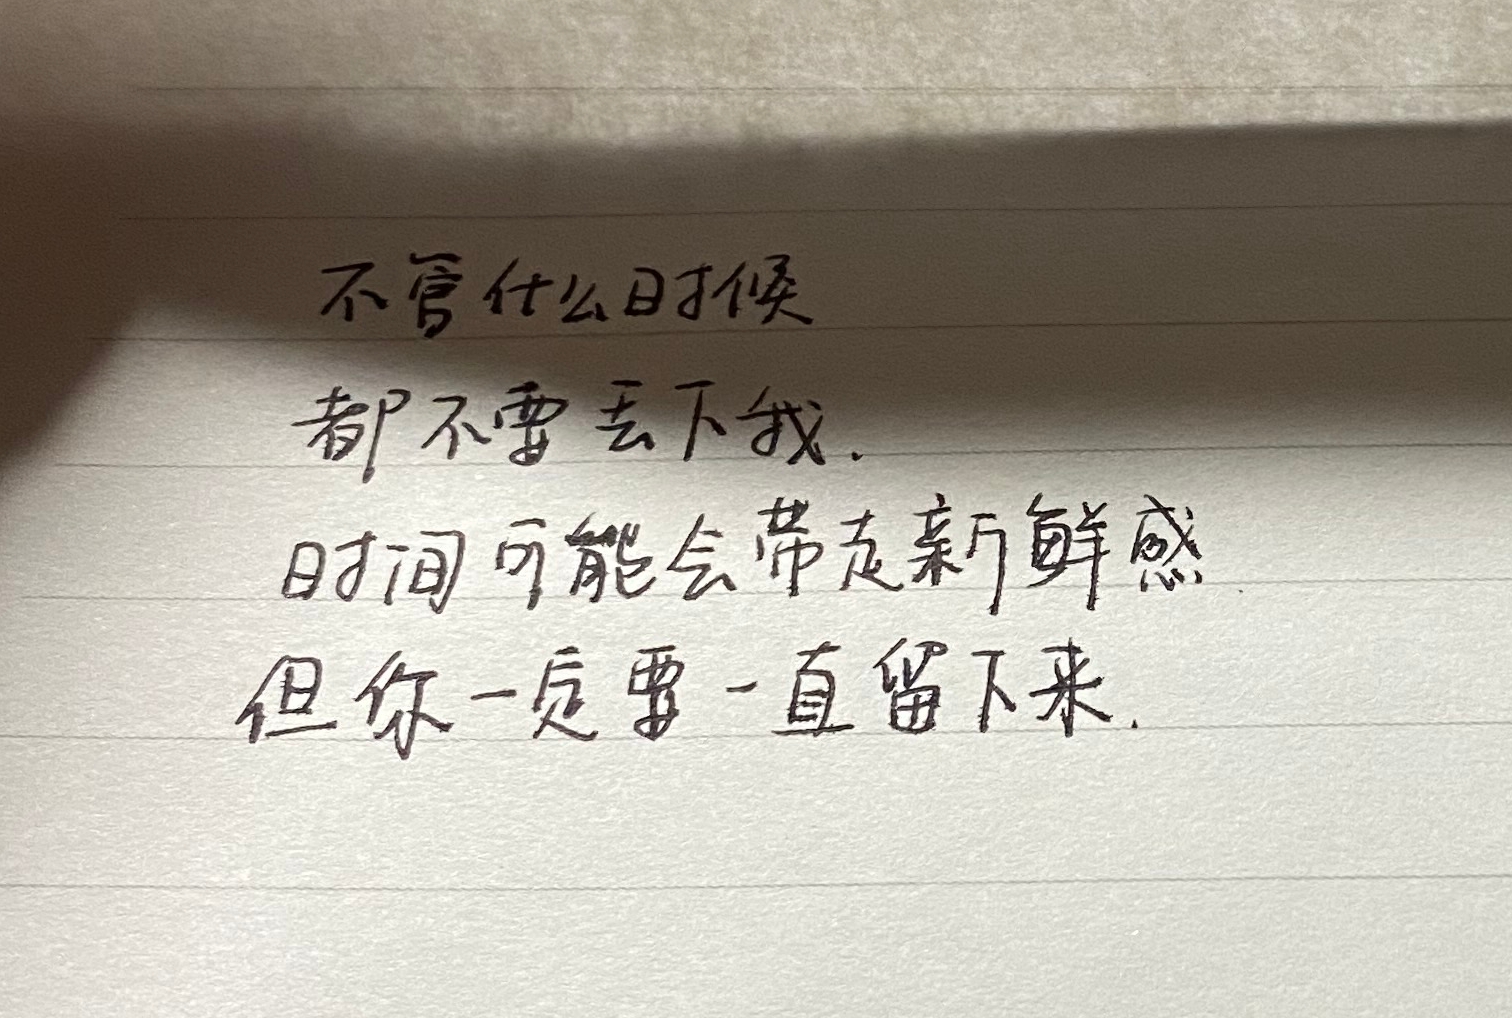 不管什么时候
都不要丢下我.
时间可能会带走新鲜感
但你一定要一直留下来.